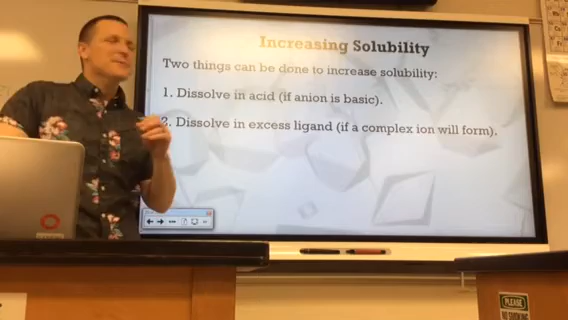 Increasing Solubility
Two things can be done to increase solubility:
1. Dissolve in acid (if anion is basic).
2. Dissolve in excess ligand (if a complex ion will form).
PLEASE
NO SMOKING